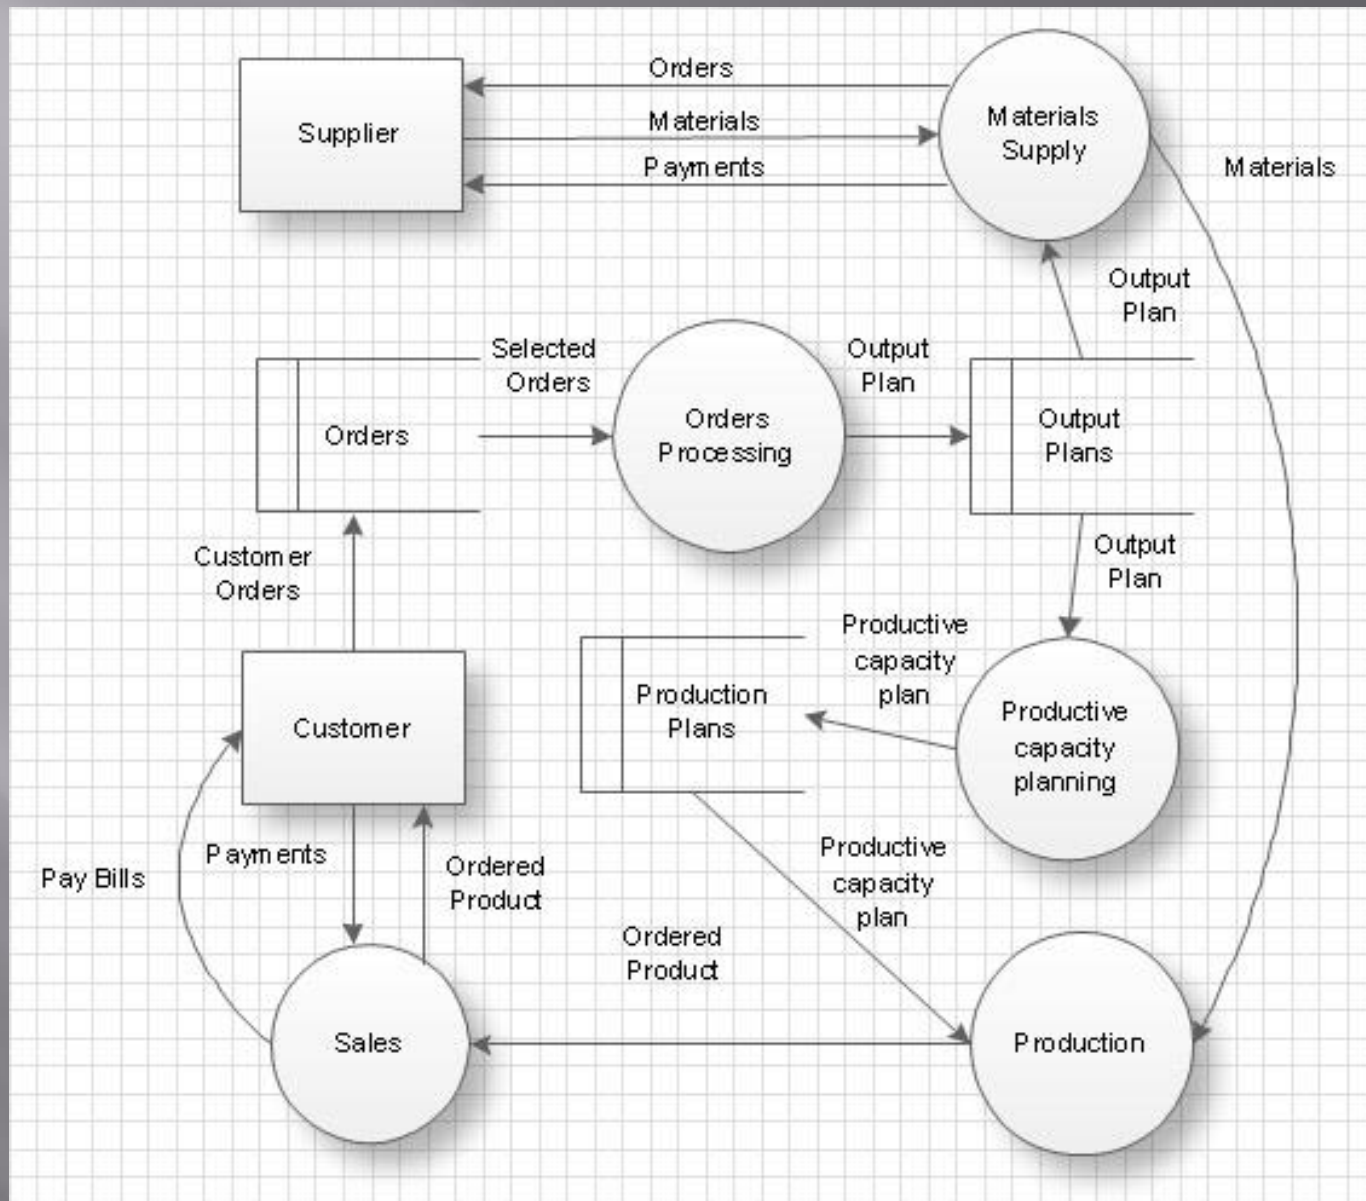 Orders
Supplier
Materials
Payments
Materials
Supply
Materials
Output
Plan
Selected
Orders
Output
Plan
Orders
Orders
Processing
Output
Plans
Customer
Orders
Output
Plan
Productive
capacity
plan
Customer
Production
Plans
Productive
capacity
planning
Pay Bills
Payments
Ordered
Product
Productive
capacity
plan
Ordered
Product
Sales
Production